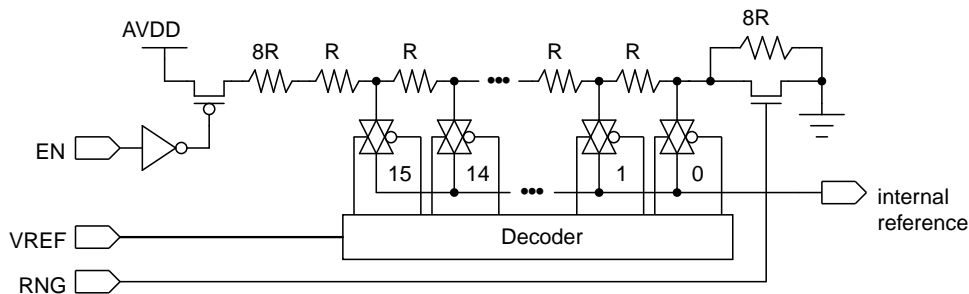 AVDD
8R
R
R
R
R
8R
EN
15
14
1
0
internal
reference
VREF
Decoder
RNG